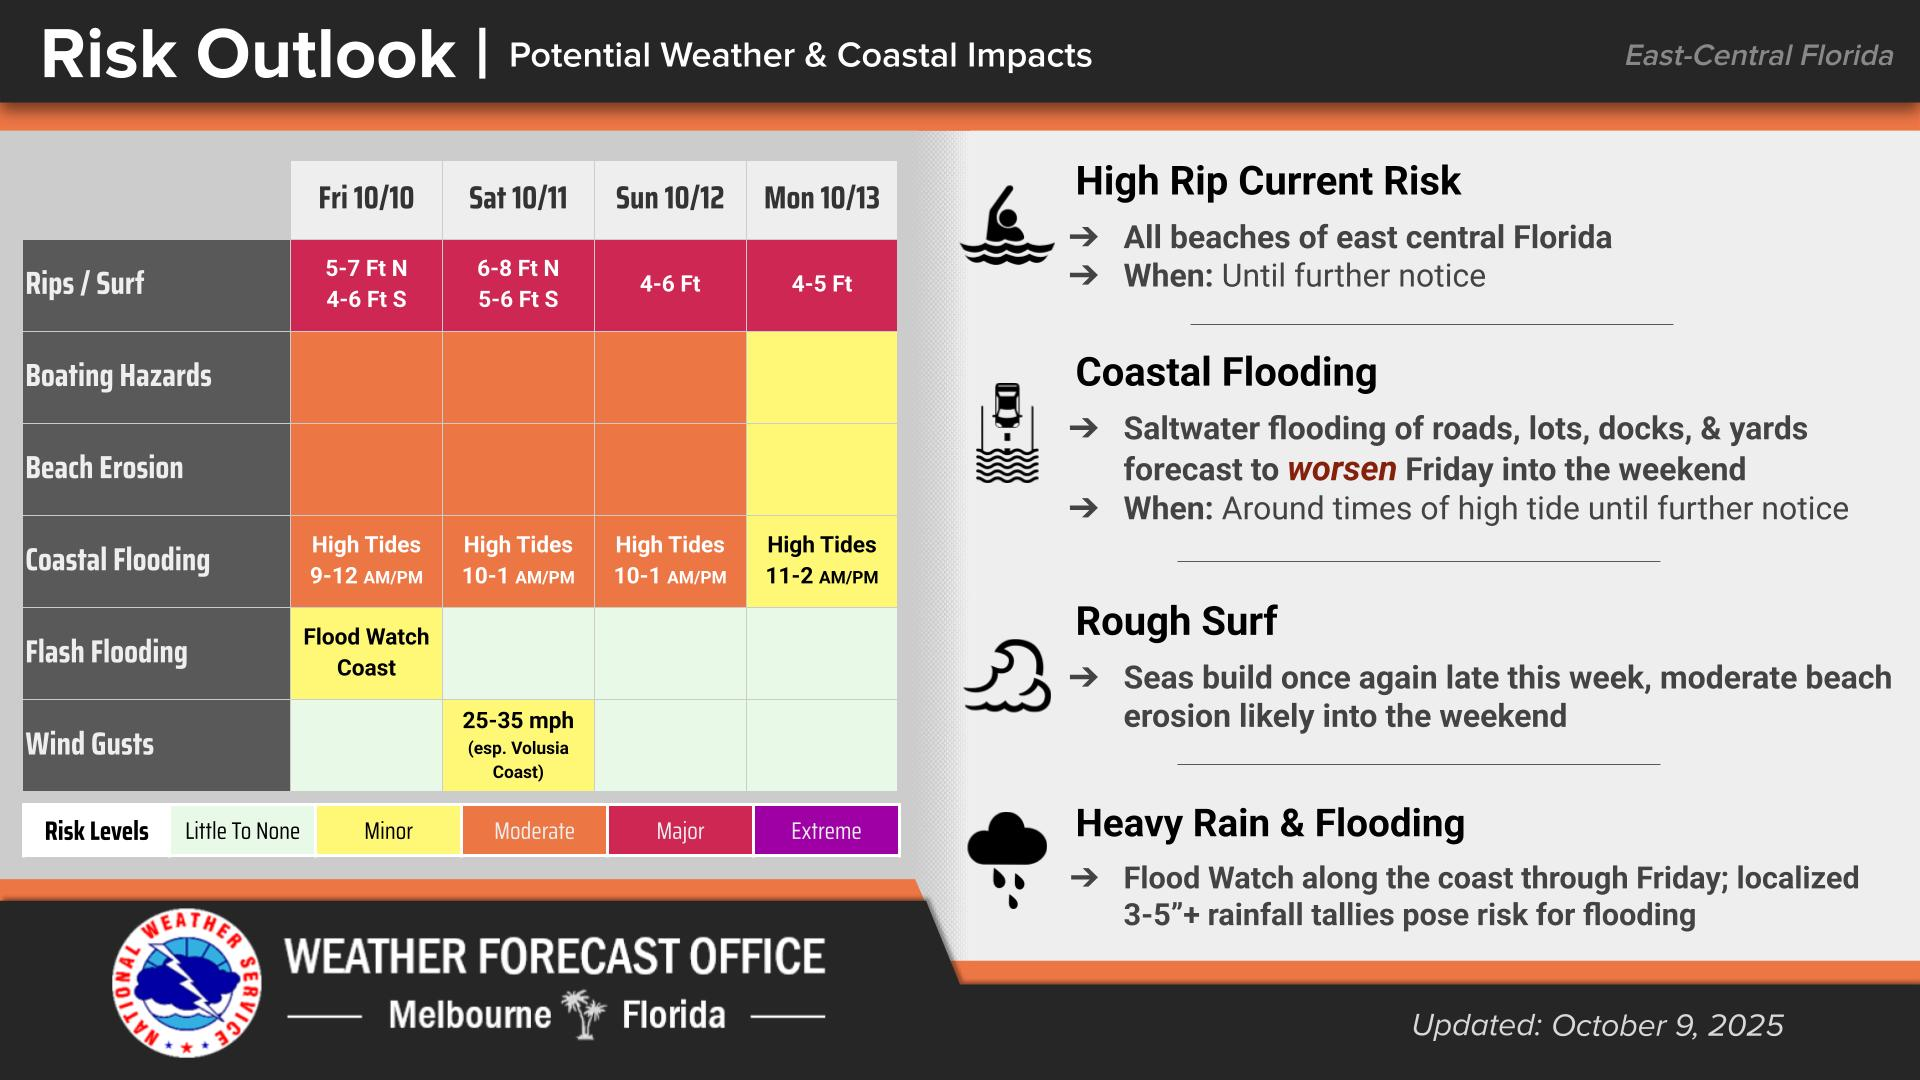 Risk Outlook | Potential Weather & Coastal Impacts
East-Central Florida
Fri 10/10 Sat 10/11 Sun 10/12 Mon 10/13
Rips / Surf
5-7 Ft N
4-6 Ft S
6-8 Ft N
5-6 Ft S
4-6 Ft
4-5 Ft
Boating Hazards
Beach Erosion
Coastal Flooding
High Tides
9-12 AM/PM
High Tides
10-1 AM/PM
High Tides
10-1 AM/PM
High Tides
11-2 AM/PM
Flash Flooding
Flood Watch
Coast
Wind Gusts
25-35 mph
(esp. Volusia
Coast)
Risk Levels Little To None Minor Moderate Major Extreme
High Rip Current Risk
➔ All beaches of east central Florida
➔ When: Until further notice
Coastal Flooding
➔ Saltwater flooding of roads, lots, docks, & yards
forecast to worsen Friday into the weekend
➔ When: Around times of high tide until further notice
Rough Surf
➔ Seas build once again late this week, moderate beach
erosion likely into the weekend
Heavy Rain & Flooding
➔ Flood Watch along the coast through Friday; localized
3-5”+ rainfall tallies pose risk for flooding
NATIONAL WEATHER SERVICE
WEATHER FORECAST OFFICE
Melbourne Florida
Updated: October 9, 2025